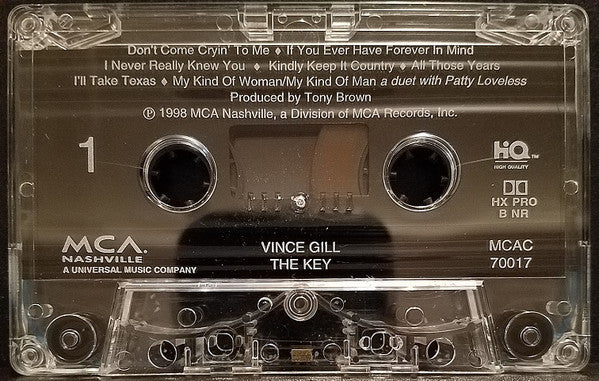 Don't Come Cryin' To Me ♦ If You Ever Have Forever In Mind
I Never Really Knew You ♦ Kindly Keep It Country ♦ All Those Years
I'll Take Texas ♦ My Kind Of Woman/My Kind Of Man a duet with Patty Loveless
Produced by Tony Brown
℗ 1998 MCA Nashville, a Division of MCA Records, Inc.
1
HiQ™
HIGH QUALITY
HX PRO
B NR
MCA.
NASHVILLE
A UNIVERSAL MUSIC COMPANY
VINCE GILL
THE KEY
MCAC
70017